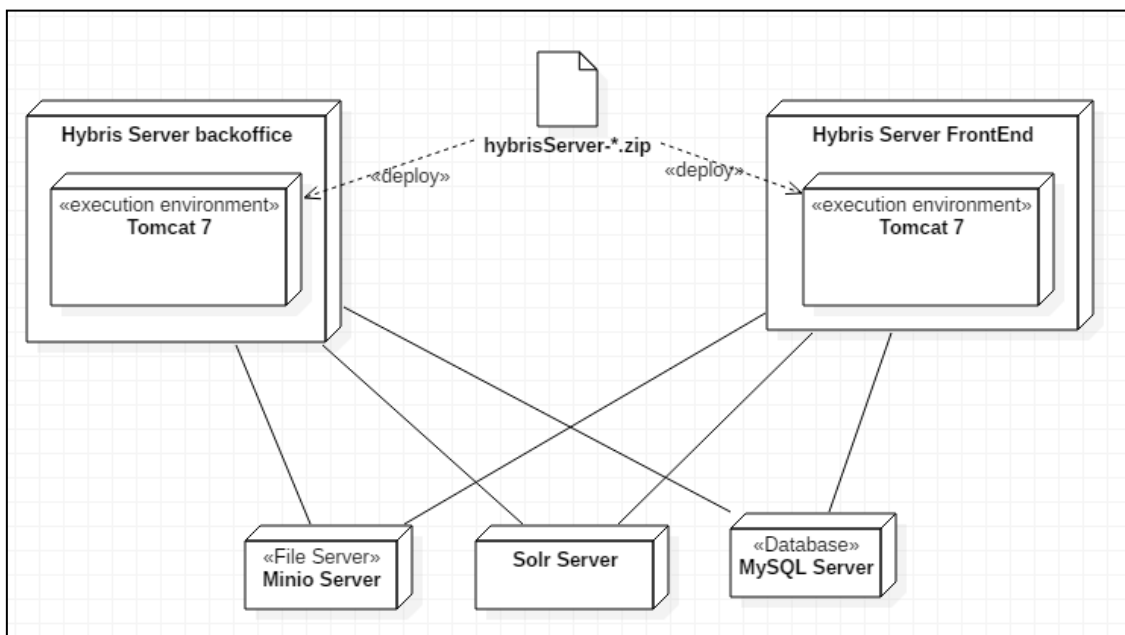 Hybris Server backoffice
«execution environment»
Tomcat 7
hybrisServer-*.zip
«deploy»
«deploy»
Hybris Server FrontEnd
«execution environment»
Tomcat 7
«File Server»
Minio Server
Solr Server
«Database»
MySQL Server